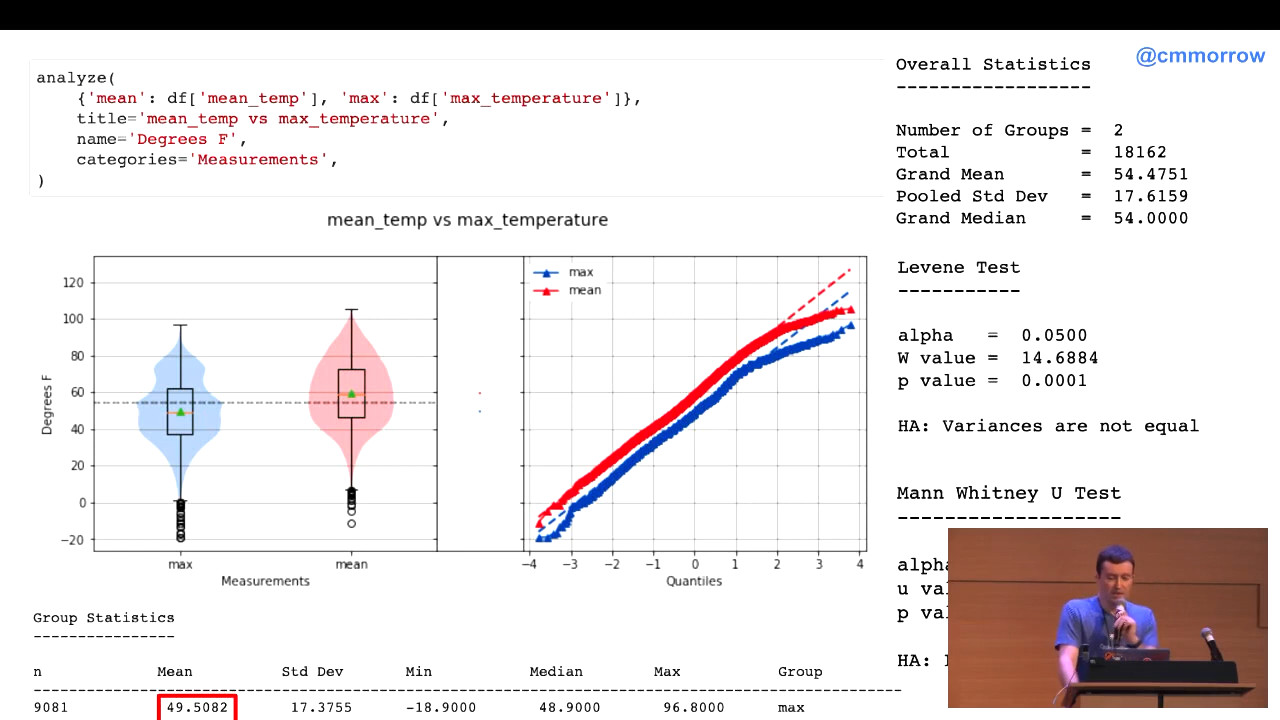 @cmmorrow
analyze(
{'mean': df['mean_temp'], 'max': df['max_temperature']},
title='mean_temp vs max_temperature',
name='Degrees F',
categories='Measurements',
)
mean_temp vs max_temperature
Degrees F
120
100
80
60
40
20
0
−20
max
mean
Measurements
max
mean
−4
−3
−2
−1
0
1
2
3
4
Quantiles
Group Statistics
----------------
n Mean Std Dev Min Median Max Group
9081 49.5082 17.3755 -18.9000 48.9000 96.8000 max
Overall Statistics
------------------
Number of Groups = 2
Total = 18162
Grand Mean = 54.4751
Pooled Std Dev = 17.6159
Grand Median = 54.0000
Levene Test
-----------
alpha = 0.0500
W value = 14.6884
p value = 0.0001
HA: Variances are not equal
Mann Whitney U Test
-------------------
u
p
HA: